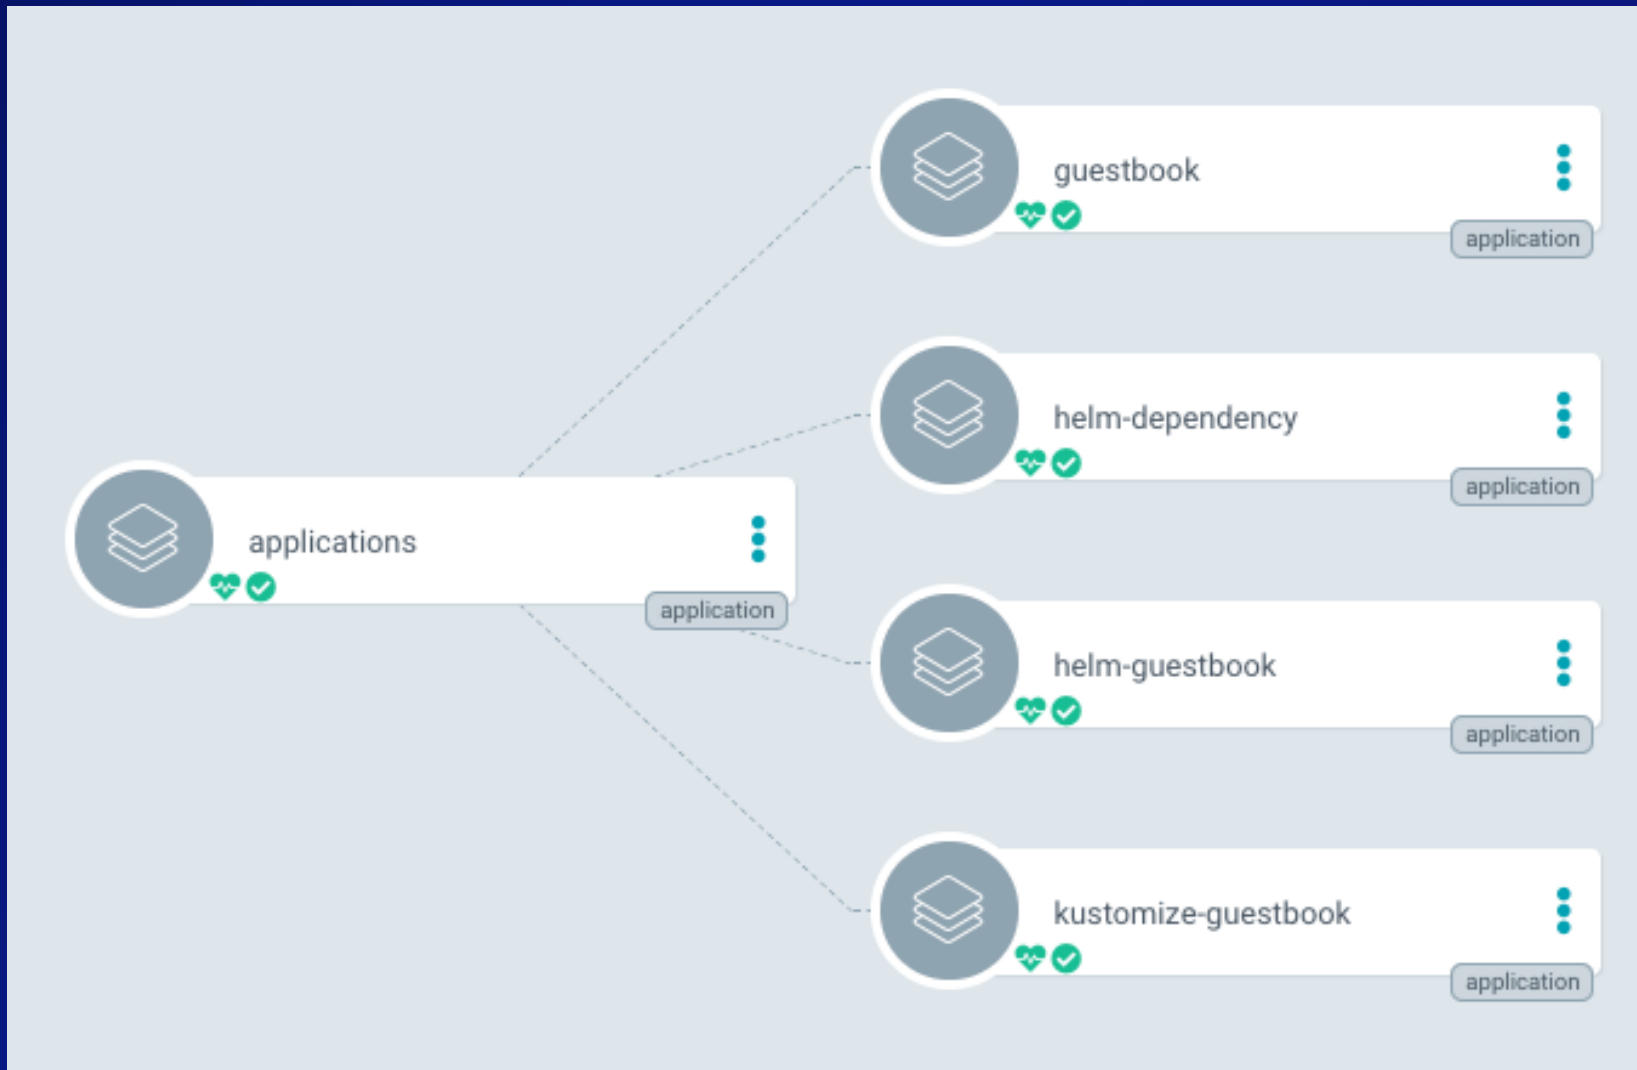 guestbook
application
helm-dependency
application
applications
application
helm-guestbook
application
kustomize-guestbook
application